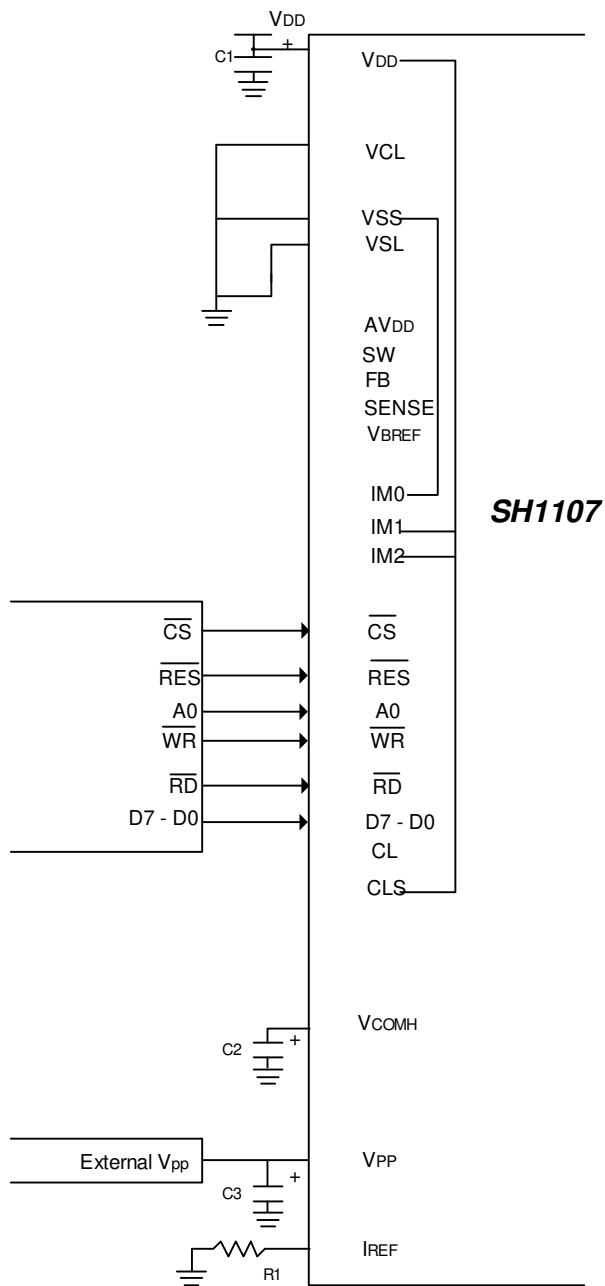 VDD
+
C1
VDD
VCL
VSS
VSL
AVDD
SW
FB
SENSE
VBREF
IM0
IM1
IM2
SH1107
CS CS
RES RES
A0 A0
WR WR
RD RD
D7 - D0 D7 - D0
CL
CLS
VCOMH
C2 +
External Vpp
VPP
C3 +
IREF
R1